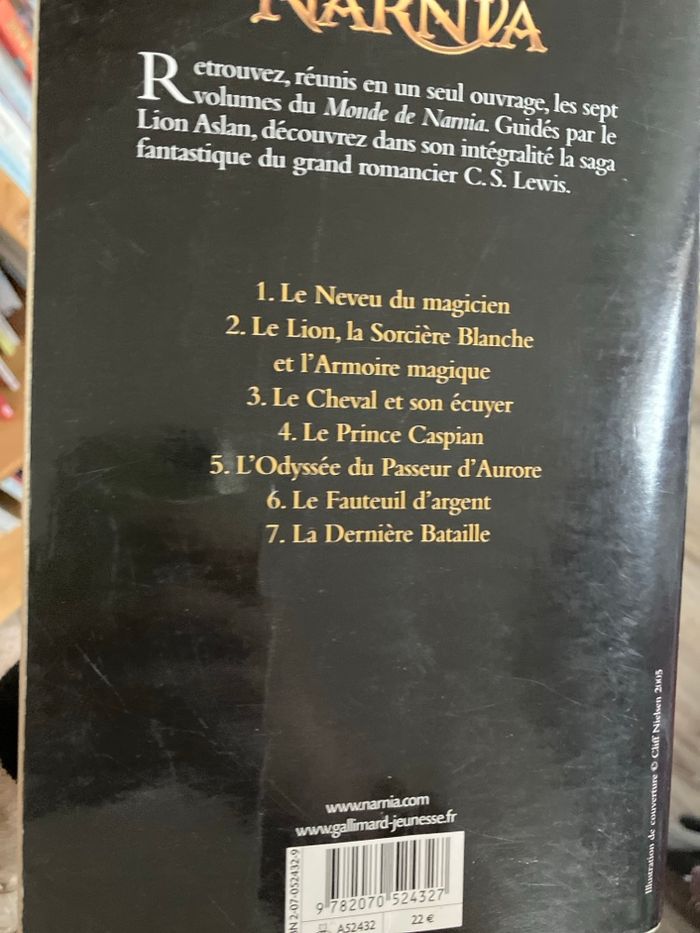 NARNIA
Retrouvez, réunis en un seul ouvrage, les sept
volumes du Monde de Narnia. Guidés par le
Lion Aslan, découvrez dans son intégralité la saga
fantastique du grand romancier C. S. Lewis.
1. Le Neveu du magicien
2. Le Lion, la Sorcière Blanche
et l'Armoire magique
3. Le Cheval et son écuyer
4. Le Prince Caspian
5. L'Odyssée du Passeur d'Aurore
6. Le Fauteuil d'argent
7. La Dernière Bataille
Illustration de couverture © Cliff Nielsen 2005
www.narnia.com
www.gallimard-jeunesse.fr
2-07-052432-9
9 782070 524327
A52432 22 €